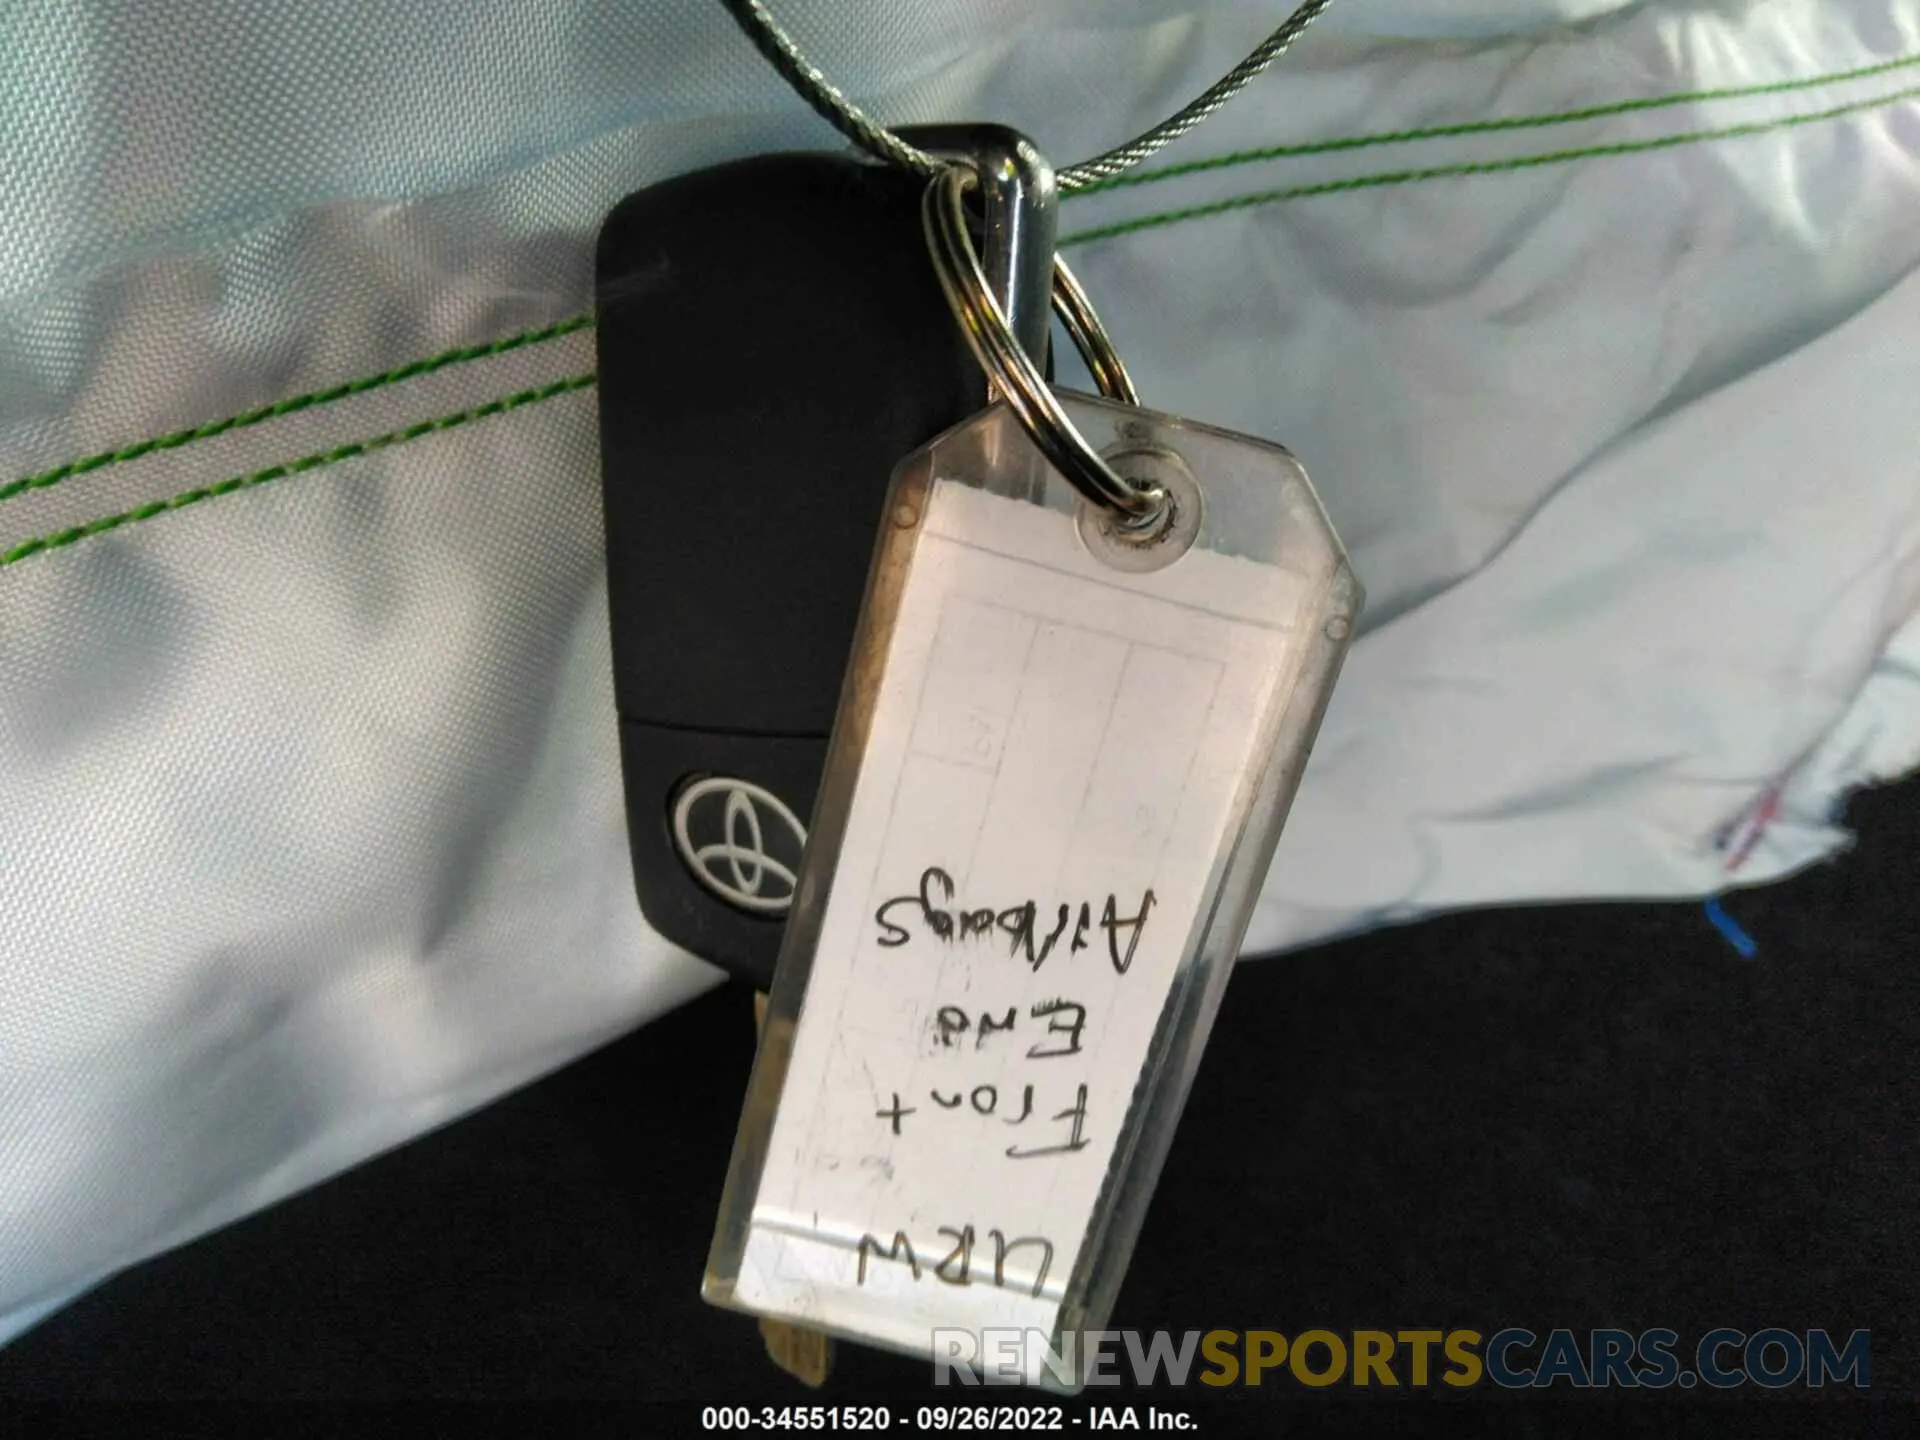 URW
Front
End
Airbags
RENEWSPORTSCARS.COM
000-34551520 - 09/26/2022 - IAA Inc.